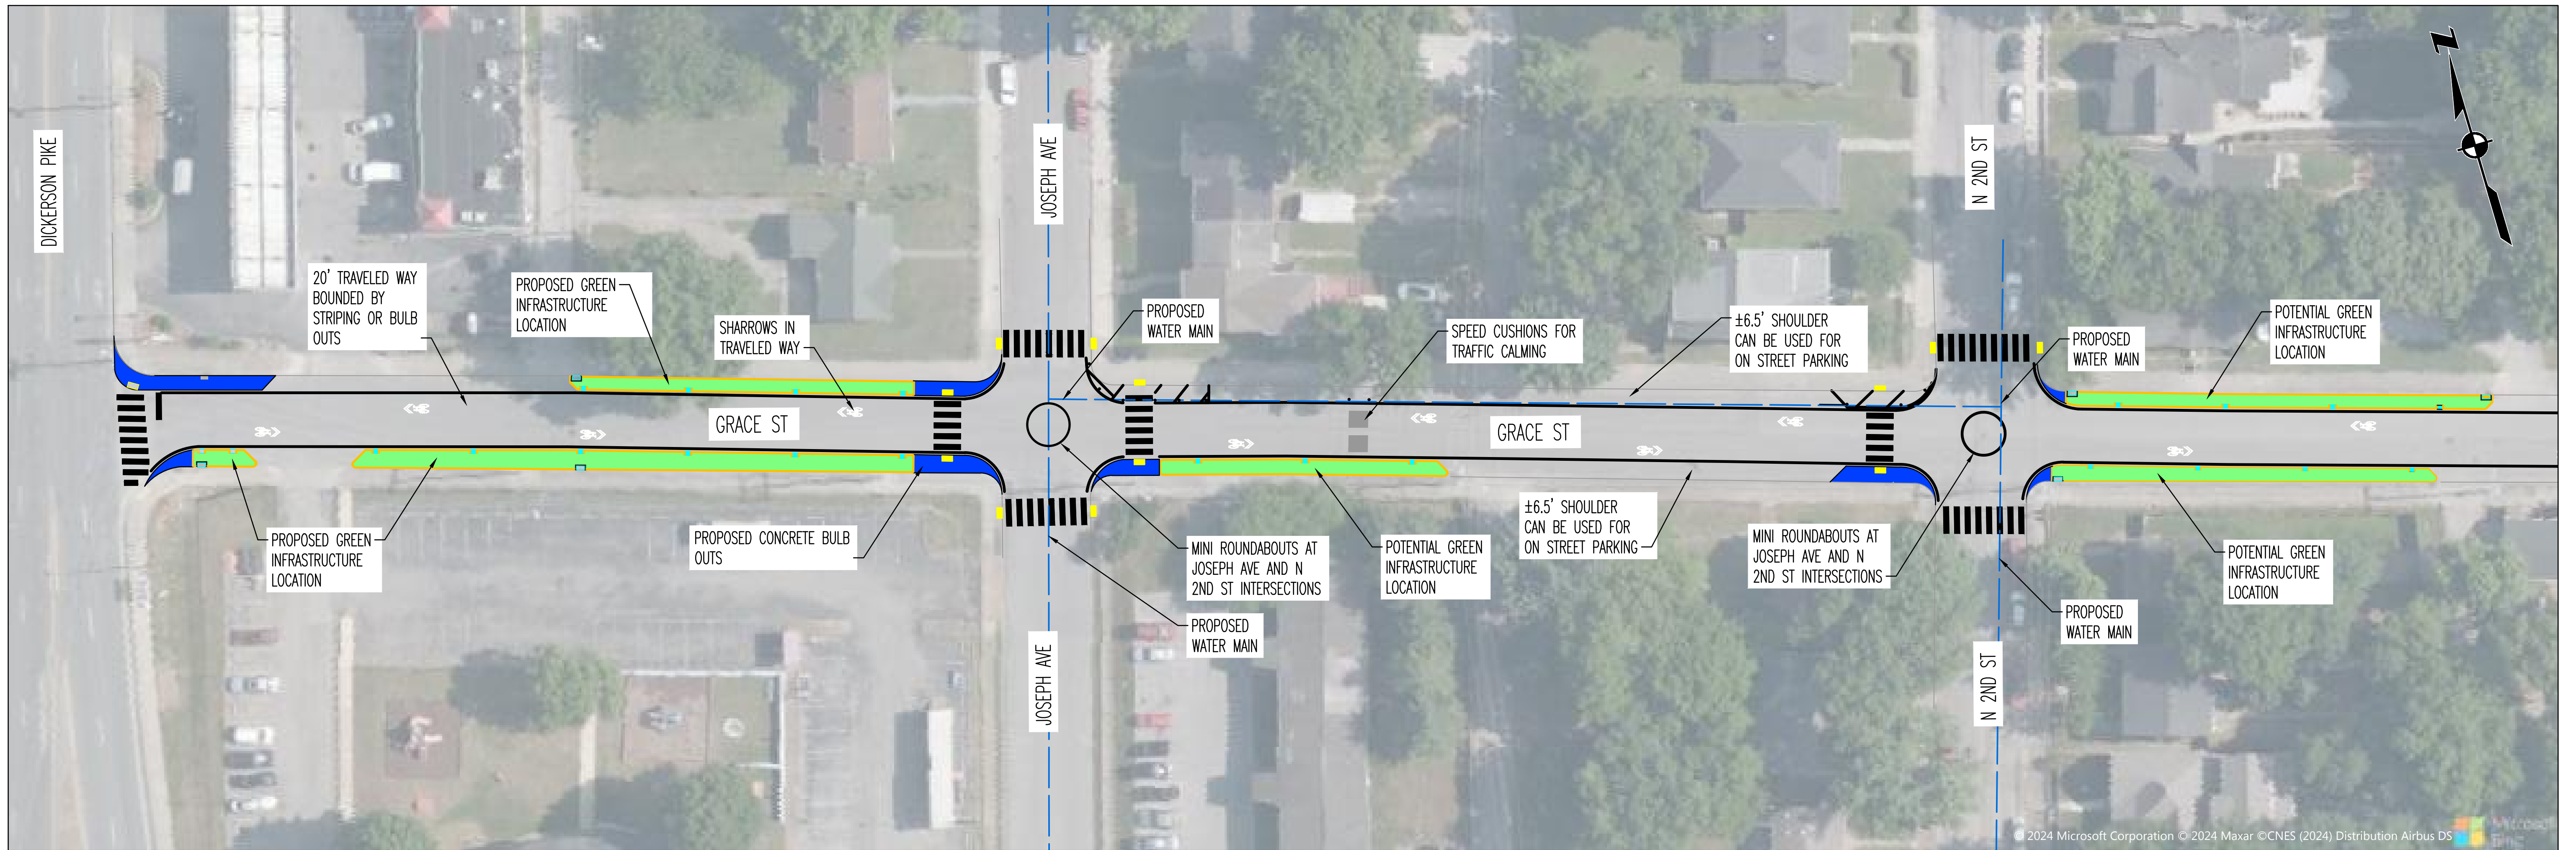 DICKERSON PIKE
20' TRAVELED WAY
BOUNDED BY
STRIPING OR BULB
OUTS
PROPOSED GREEN
INFRASTRUCTURE
LOCATION
SHARROWS IN
TRAVELED WAY
JOSEPH AVE
PROPOSED
WATER MAIN
SPEED CUSHIONS FOR
TRAFFIC CALMING
±6.5' SHOULDER
CAN BE USED FOR
ON STREET PARKING
N 2ND ST
PROPOSED
WATER MAIN
POTENTIAL GREEN
INFRASTRUCTURE
LOCATION
GRACE ST
GRACE ST
PROPOSED GREEN
INFRASTRUCTURE
LOCATION
PROPOSED CONCRETE BULB
OUTS
JOSEPH AVE
MINI ROUNDABOUTS AT
JOSEPH AVE AND N
2ND ST INTERSECTIONS
PROPOSED
WATER MAIN
POTENTIAL GREEN
INFRASTRUCTURE
LOCATION
±6.5' SHOULDER
CAN BE USED FOR
ON STREET PARKING
MINI ROUNDABOUTS AT
JOSEPH AVE AND N
2ND ST INTERSECTIONS
N 2ND ST
PROPOSED
WATER MAIN
POTENTIAL GREEN
INFRASTRUCTURE
LOCATION
© 2024 Microsoft Corporation © 2024 Maxar ©CNES (2024) Distribution Airbus DS
Microsoft
Bing